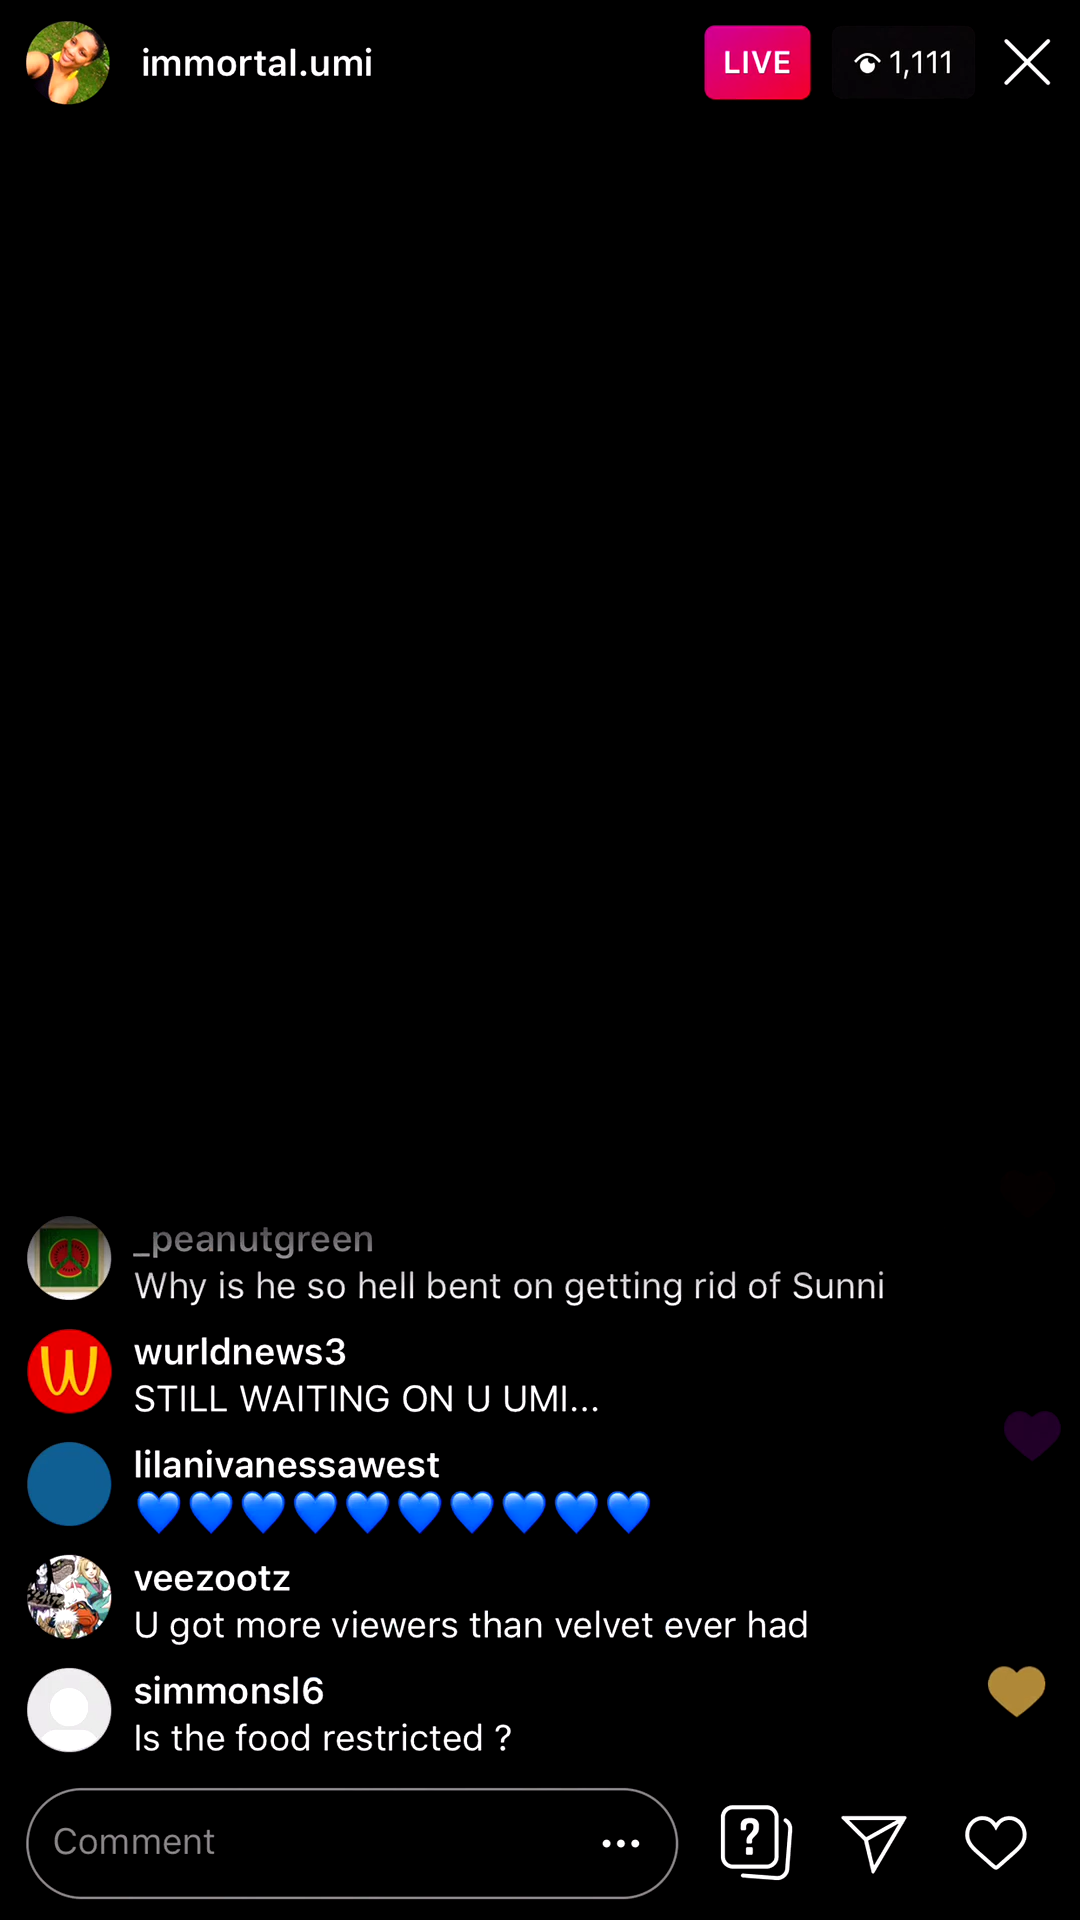 immortal.umi
LIVE
1,111
_peanutgreen
Why is he so hell bent on getting rid of Sunni
wurldnews3
STILL WAITING ON U UMI...
lilanivanessawest
💙💙💙💙💙💙💙💙💙💙
veezootz
U got more viewers than velvet ever had
simmonsl6
Is the food restricted ?
Comment